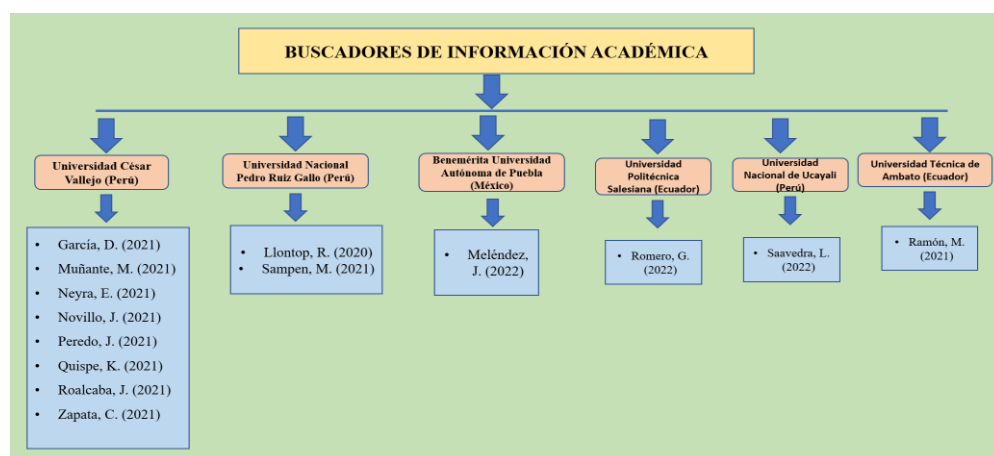 BUSCADORES DE INFORMACIÓN ACADÉMICA
Universidad César
Vallejo (Perú)
• García, D. (2021)
• Muñante, M. (2021)
• Neyra, E. (2021)
• Novillo, J. (2021)
• Peredo, J. (2021)
• Quispe, K. (2021)
• Roalcaba, J. (2021)
• Zapata, C. (2021)
Universidad Nacional
Pedro Ruiz Gallo (Perú)
• Llontop, R. (2020)
• Sampen, M. (2021)
Benemérita Universidad
Autónoma de Puebla
(México)
• Meléndez,
J. (2022)
Universidad
Politécnica
Salesiana (Ecuador)
• Romero, G.
(2022)
Universidad
Nacional de Ucayali
(Perú)
• Saavedra, L.
(2022)
Universidad Técnica de
Ambato (Ecuador)
• Ramón, M.
(2021)